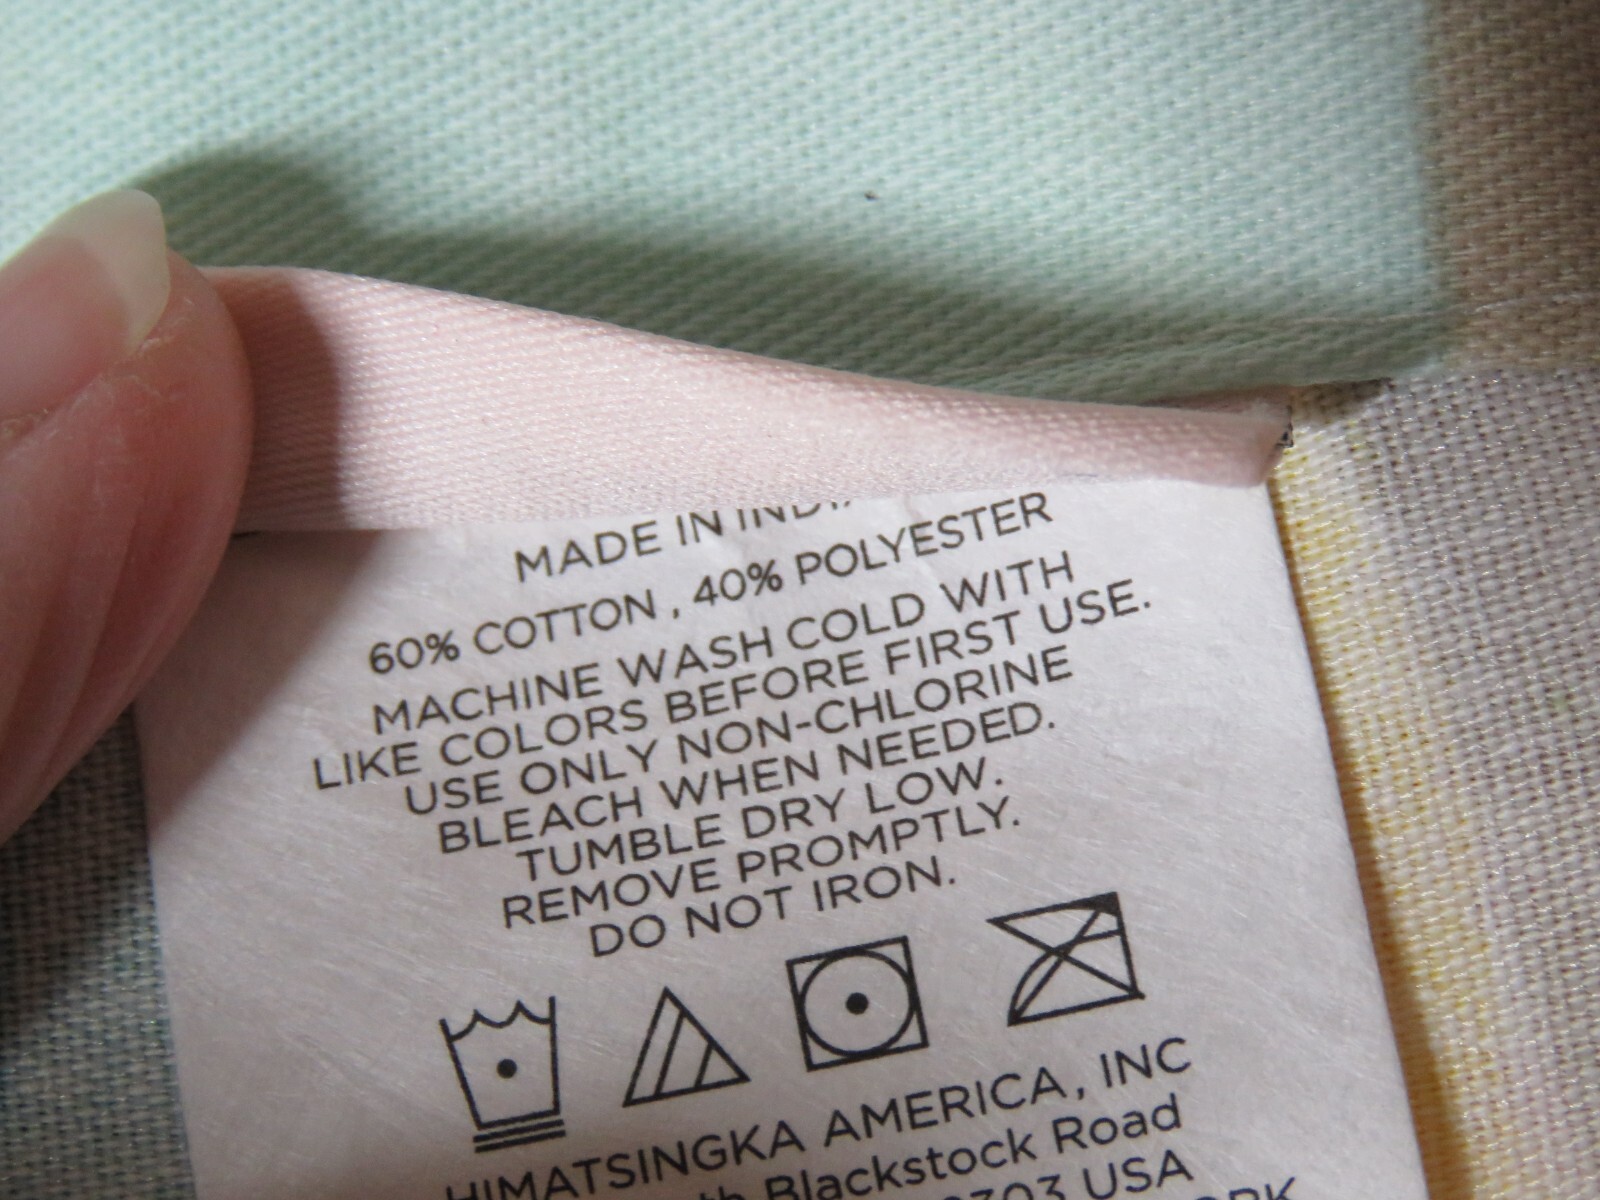 MADE IN INDIA
60% COTTON , 40% POLYESTER
MACHINE WASH COLD WITH
LIKE COLORS BEFORE FIRST USE.
USE ONLY NON-CHLORINE
BLEACH WHEN NEEDED.
TUMBLE DRY LOW.
REMOVE PROMPTLY.
DO NOT IRON.
HIMATSINGKA AMERICA, INC
Blackstock Road
USA